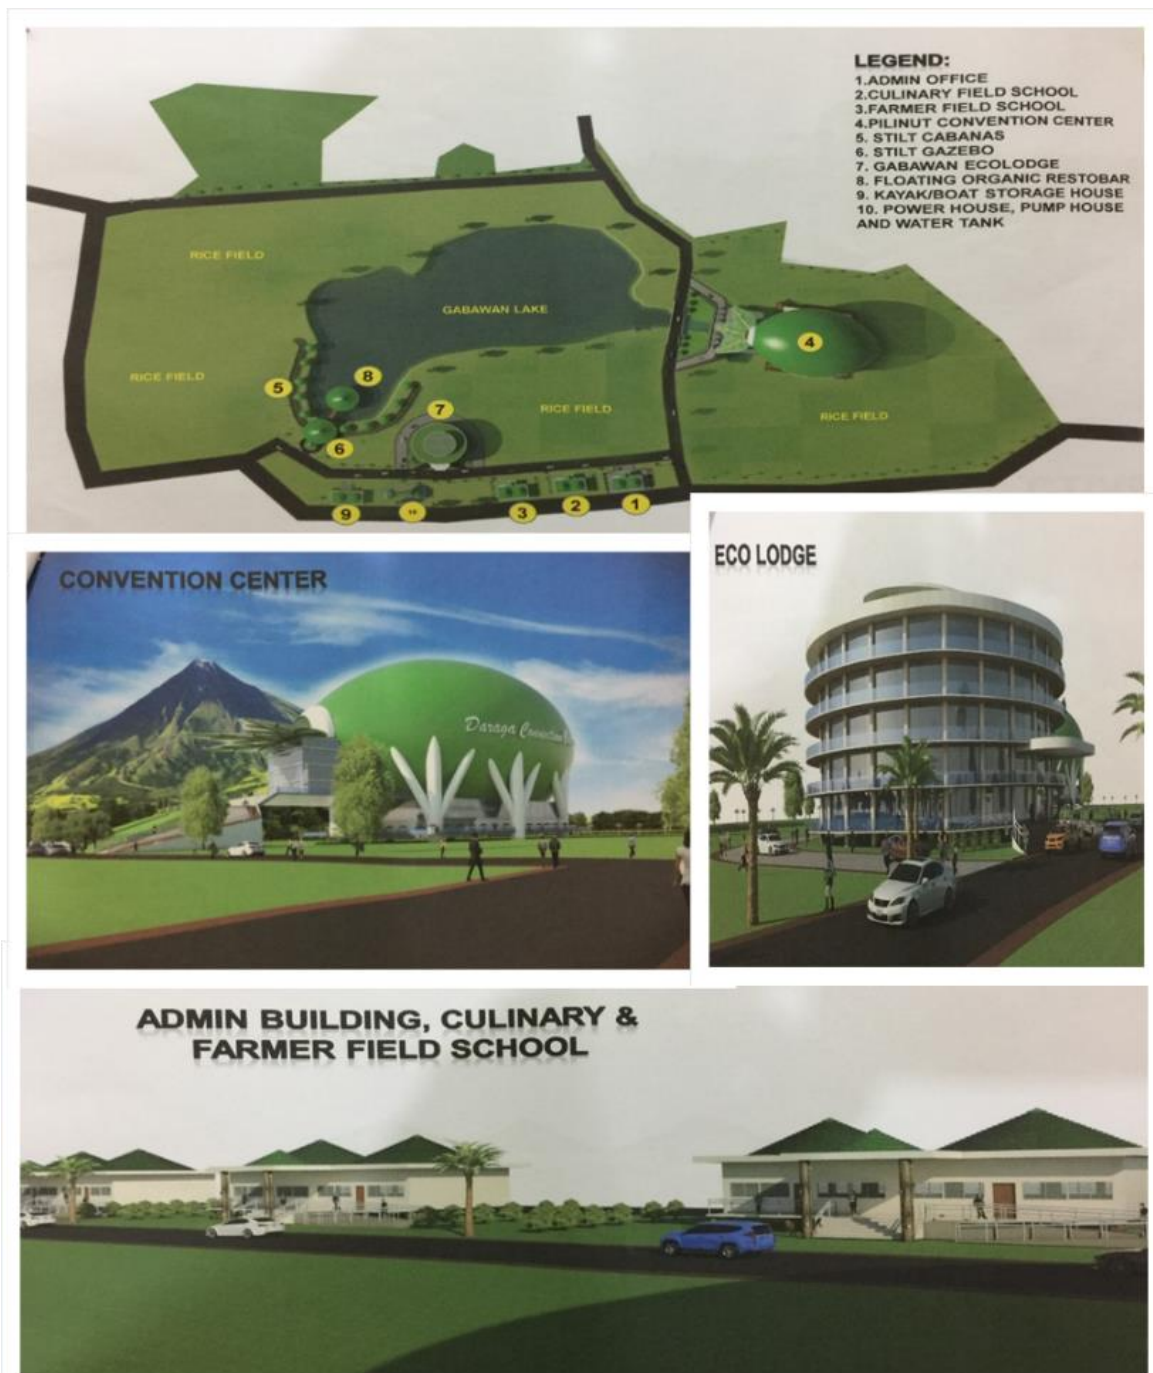 LEGEND:
1.ADMIN OFFICE
2.CULINARY FIELD SCHOOL
3.FARMER FIELD SCHOOL
4.PILINUT CONVENTION CENTER
5. STILT CABANAS
6. STILT GAZEBO
7. GABAWAN ECOLODGE
8. FLOATING ORGANIC RESTOBAR
9. KAYAK/BOAT STORAGE HOUSE
10. POWER HOUSE, PUMP HOUSE
AND WATER TANK
RICE FIELD
GABAWAN LAKE
4
RICE FIELD
8
5
7
RICE FIELD
RICE FIELD
6
9
10
3
2
1
CONVENTION CENTER
Daraga Convention
ECO LODGE
ADMIN BUILDING, CULINARY &
FARMER FIELD SCHOOL